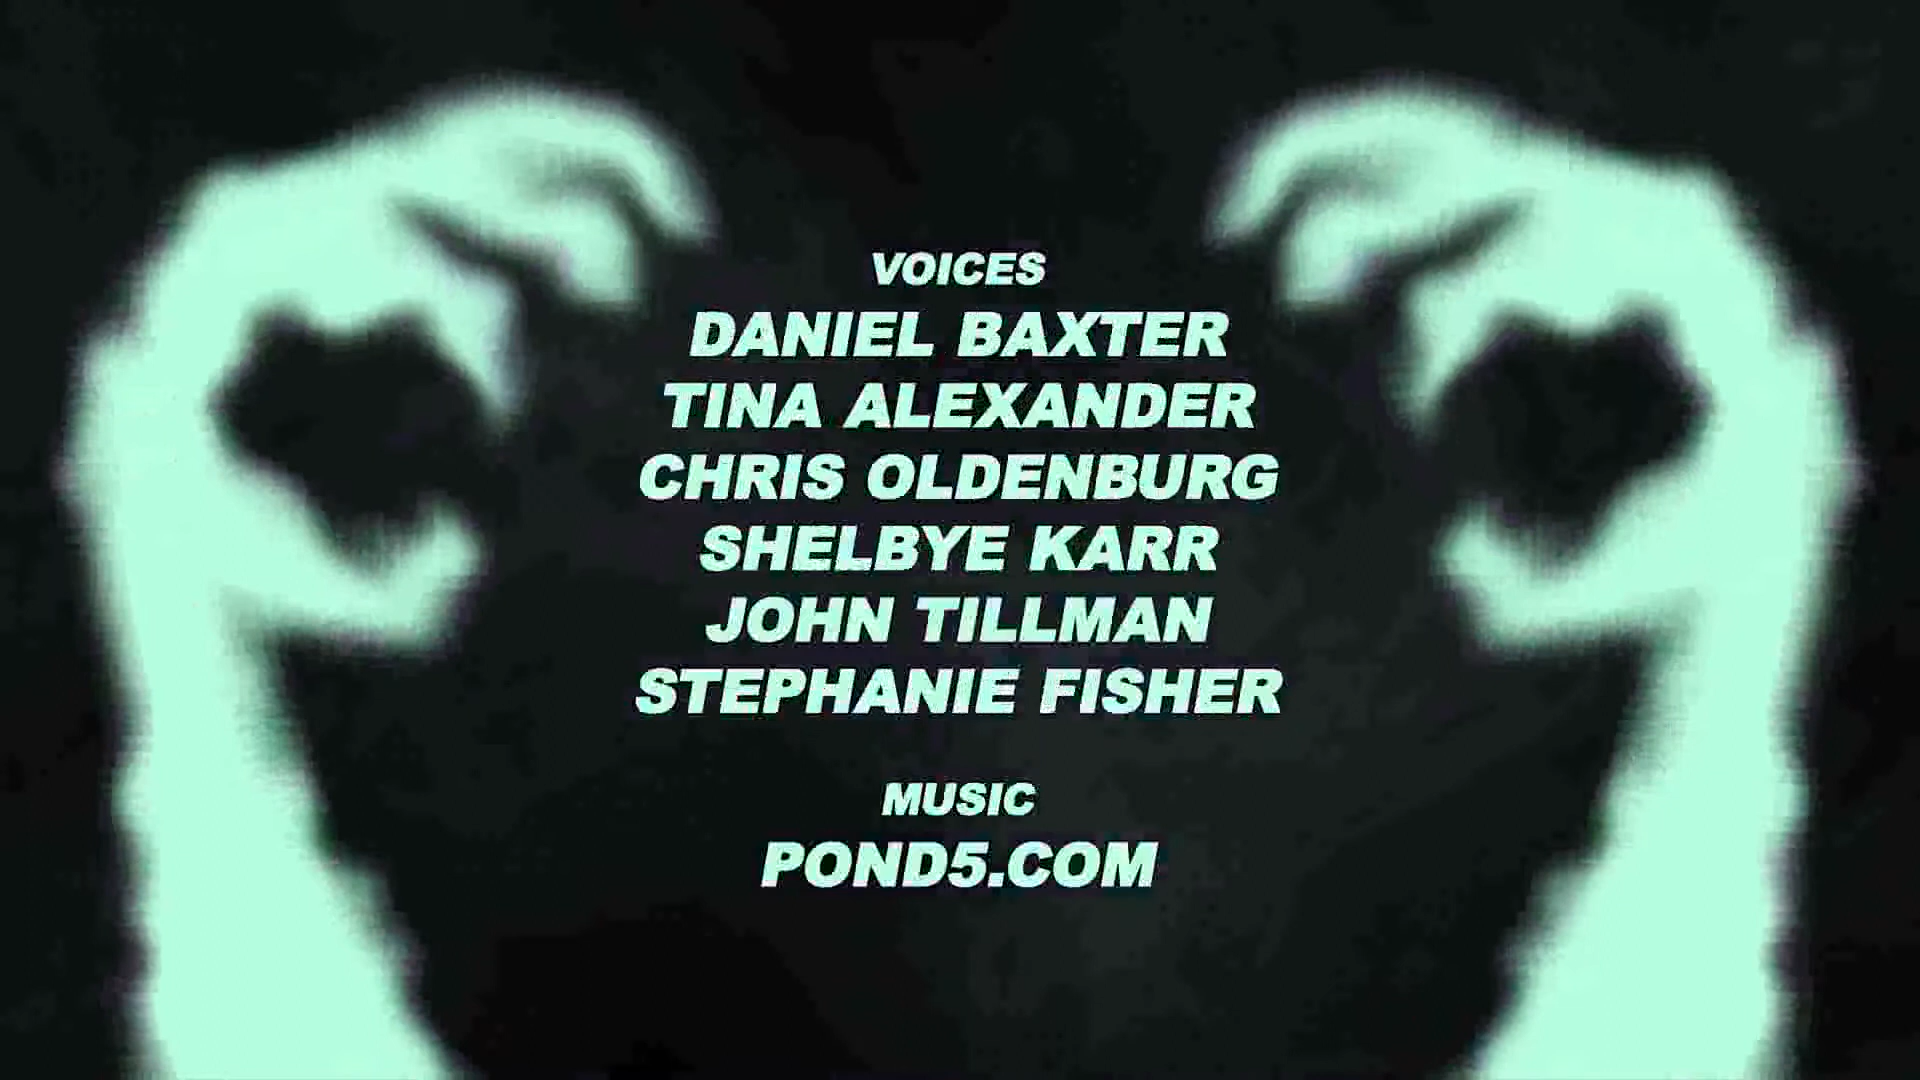 VOICES
DANIEL BAXTER
TINA ALEXANDER
CHRIS OLDENBURG
SHELBYE KARR
JOHN TILLMAN
STEPHANIE FISHER
MUSIC
POND5.COM